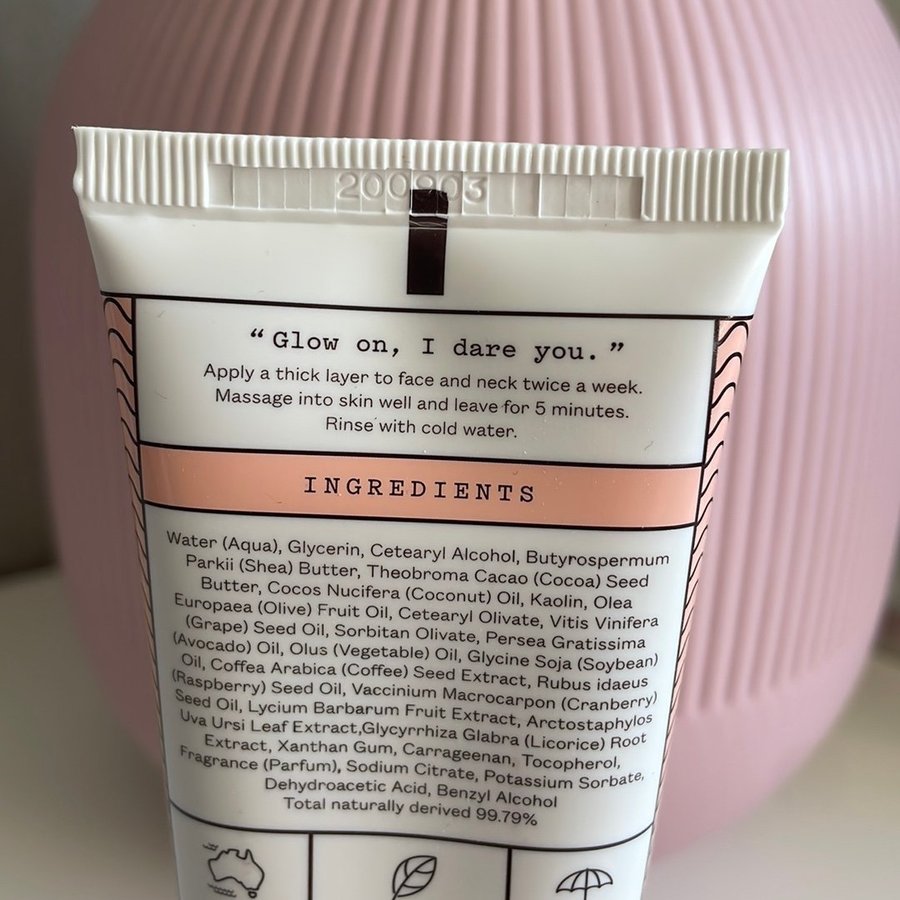 200903
“Glow on, I dare you.”
Apply a thick layer to face and neck twice a week.
Massage into skin well and leave for 5 minutes.
Rinse with cold water.
INGREDIENTS
Water (Aqua), Glycerin, Cetearyl Alcohol, Butyrospermum
Parkii (Shea) Butter, Theobroma Cacao (Cocoa) Seed
Butter, Cocos Nucifera (Coconut) Oil, Kaolin, Olea
Europaea (Olive) Fruit Oil, Cetearyl Olivate, Vitis Vinifera
(Grape) Seed Oil, Sorbitan Olivate, Persea Gratissima
(Avocado) Oil, Olus (Vegetable) Oil, Glycine Soja (Soybean)
Oil, Coffea Arabica (Coffee) Seed Extract, Rubus idaeus
(Raspberry) Seed Oil, Vaccinium Macrocarpon (Cranberry)
Seed Oil, Lycium Barbarum Fruit Extract, Arctostaphylos
Uva Ursi Leaf Extract,Glycyrrhiza Glabra (Licorice) Root
Extract, Xanthan Gum, Carrageenan, Tocopherol,
Fragrance (Parfum), Sodium Citrate, Potassium Sorbate,
Dehydroacetic Acid, Benzyl Alcohol
Total naturally derived 99.79%